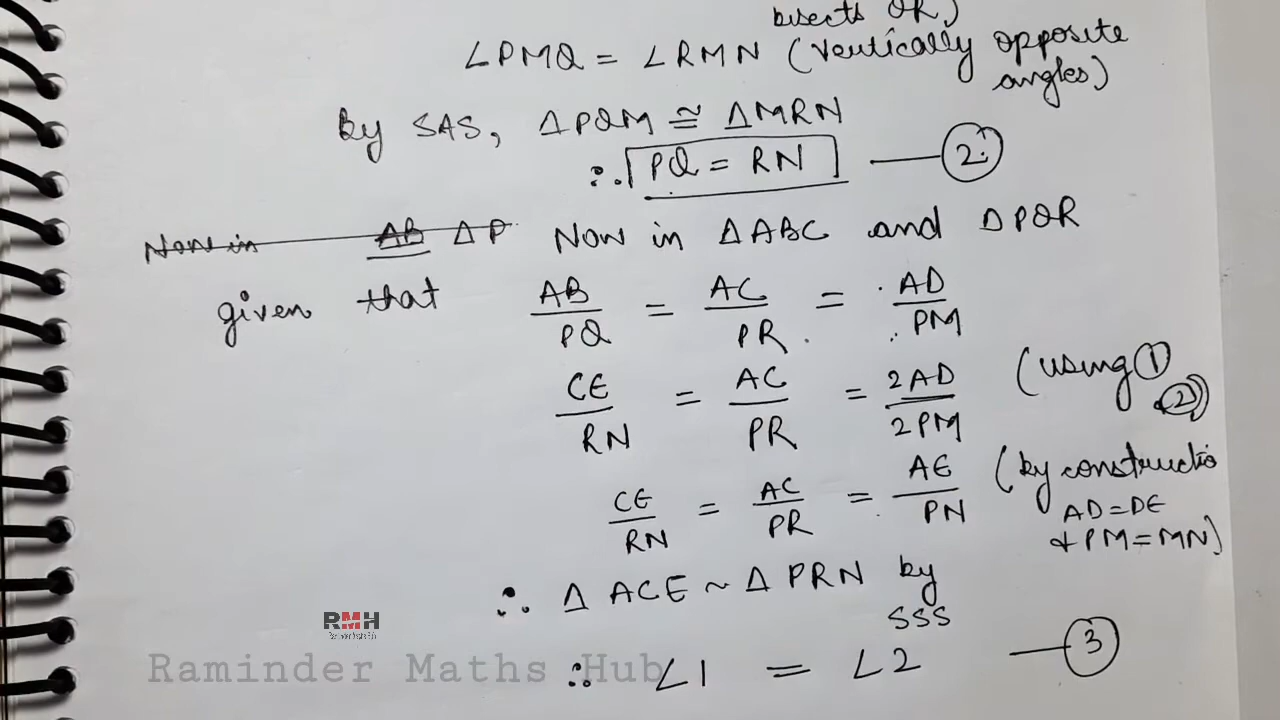 bisects QR)
∠PMQ = ∠RMN (Vertically opposite
angles)
By SAS, ΔPQM ≅ ΔMRN
∴ PQ = RN — 2
Now in AB ΔP Now in ΔABC and ΔPQR
given that AB/PQ = AC/PR = AD/PM
CE/RN = AC/PR = 2AD/2PM (using 1
2)
CE/RN = AC/PR = AE/PN (by constructio
AD=DE
& PM=MN)
∴ Δ ACE ~ Δ PRN by
SSS
RMH
Raminder Maths Hub
∴ ∠1 = ∠2 — 3